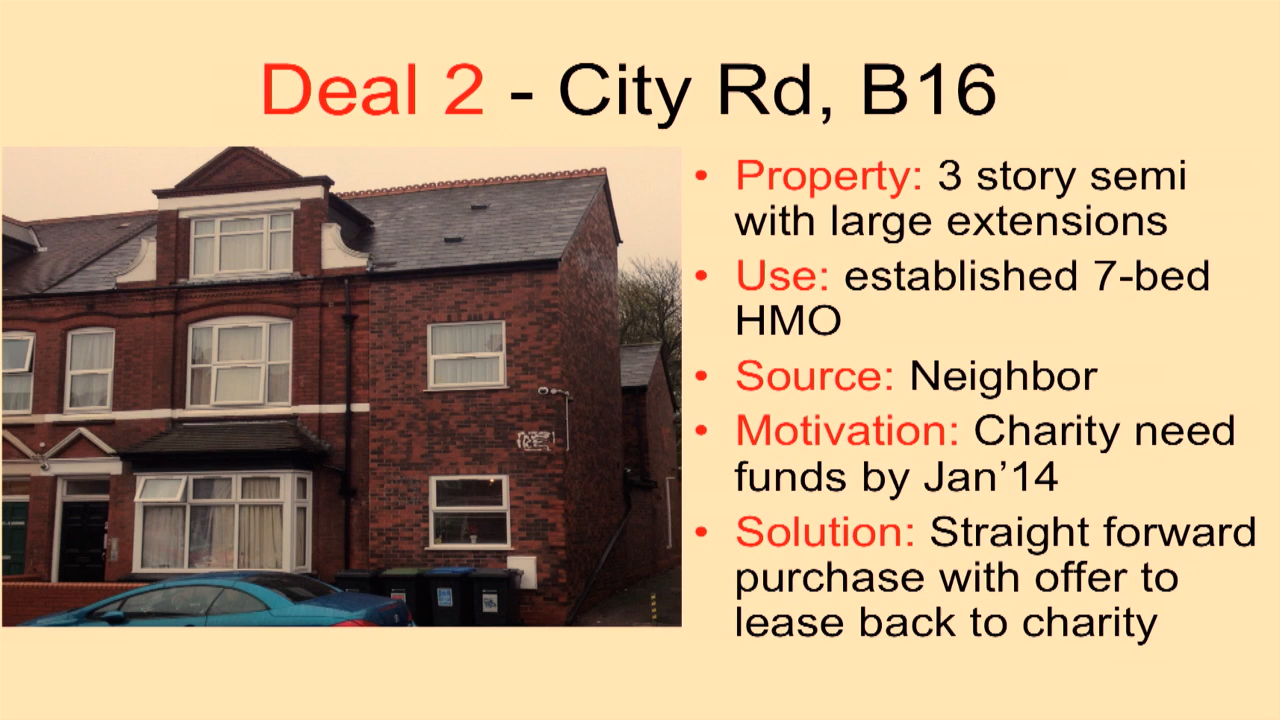 Deal 2 - City Rd, B16
• Property: 3 story semi
with large extensions
• Use: established 7-bed
HMO
• Source: Neighbor
• Motivation: Charity need
funds by Jan’14
• Solution: Straight forward
purchase with offer to
lease back to charity